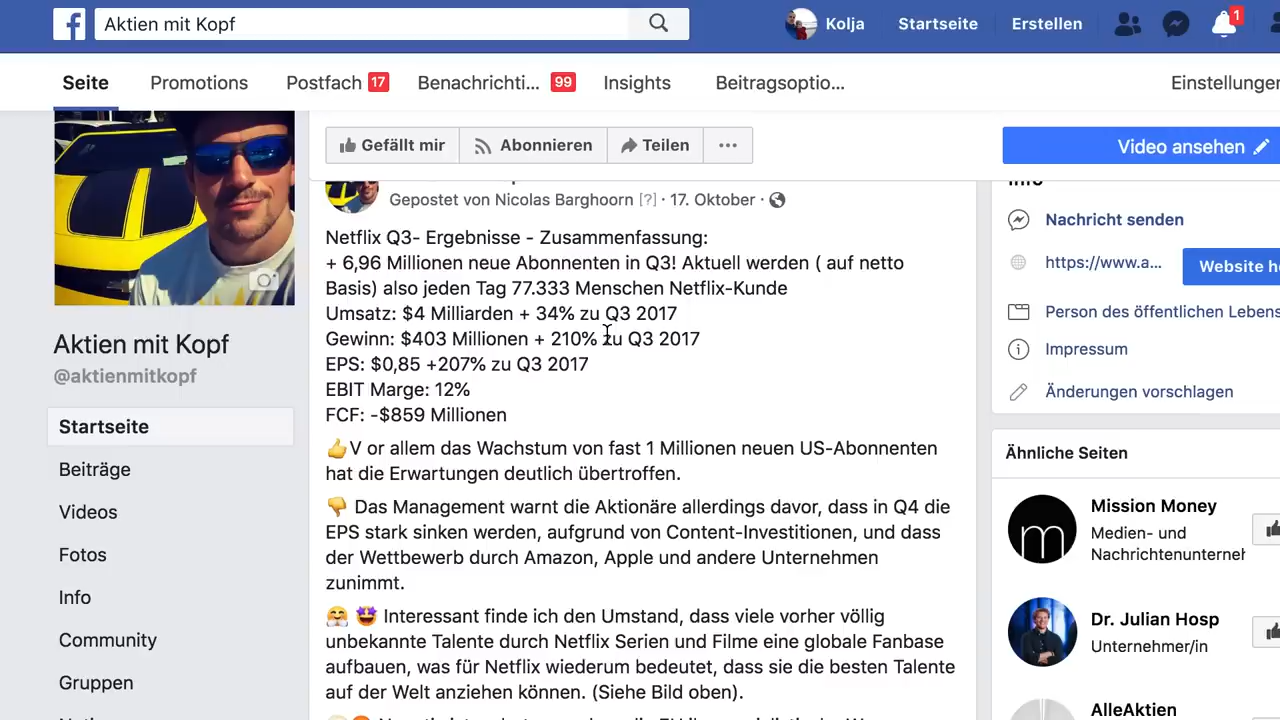 Aktien mit Kopf
Kolja
Startseite
Erstellen
1
Seite
Promotions
Postfach 17
Benachrichti... 99
Insights
Beitragsoptio...
Einstellungen
Gefällt mir
Abonnieren
Teilen
...
Video ansehen
Gepostet von Nicolas Barghoorn [?] · 17. Oktober ·
Netflix Q3- Ergebnisse - Zusammenfassung:
+ 6,96 Millionen neue Abonnenten in Q3! Aktuell werden ( auf netto
Basis) also jeden Tag 77.333 Menschen Netflix-Kunde
Umsatz: $4 Milliarden + 34% zu Q3 2017
Gewinn: $403 Millionen + 210% zu Q3 2017
EPS: $0,85 +207% zu Q3 2017
EBIT Marge: 12%
FCF: -$859 Millionen
👍V or allem das Wachstum von fast 1 Millionen neuen US-Abonnenten
hat die Erwartungen deutlich übertroffen.
👎 Das Management warnt die Aktionäre allerdings davor, dass in Q4 die
EPS stark sinken werden, aufgrund von Content-Investitionen, und dass
der Wettbewerb durch Amazon, Apple und andere Unternehmen
zunimmt.
🤗 🤩 Interessant finde ich den Umstand, dass viele vorher völlig
unbekannte Talente durch Netflix Serien und Filme eine globale Fanbase
aufbauen, was für Netflix wiederum bedeutet, dass sie die besten Talente
auf der Welt anziehen können. (Siehe Bild oben).
Aktien mit Kopf
@aktienmitkopf
Startseite
Beiträge
Videos
Fotos
Info
Community
Gruppen
Info
Nachricht senden
https://www.a...
Website he
Person des öffentlichen Lebens
Impressum
Änderungen vorschlagen
Ähnliche Seiten
Mission Money
Medien- und
Nachrichtenunterneh
Dr. Julian Hosp
Unternehmer/in
AlleAktien